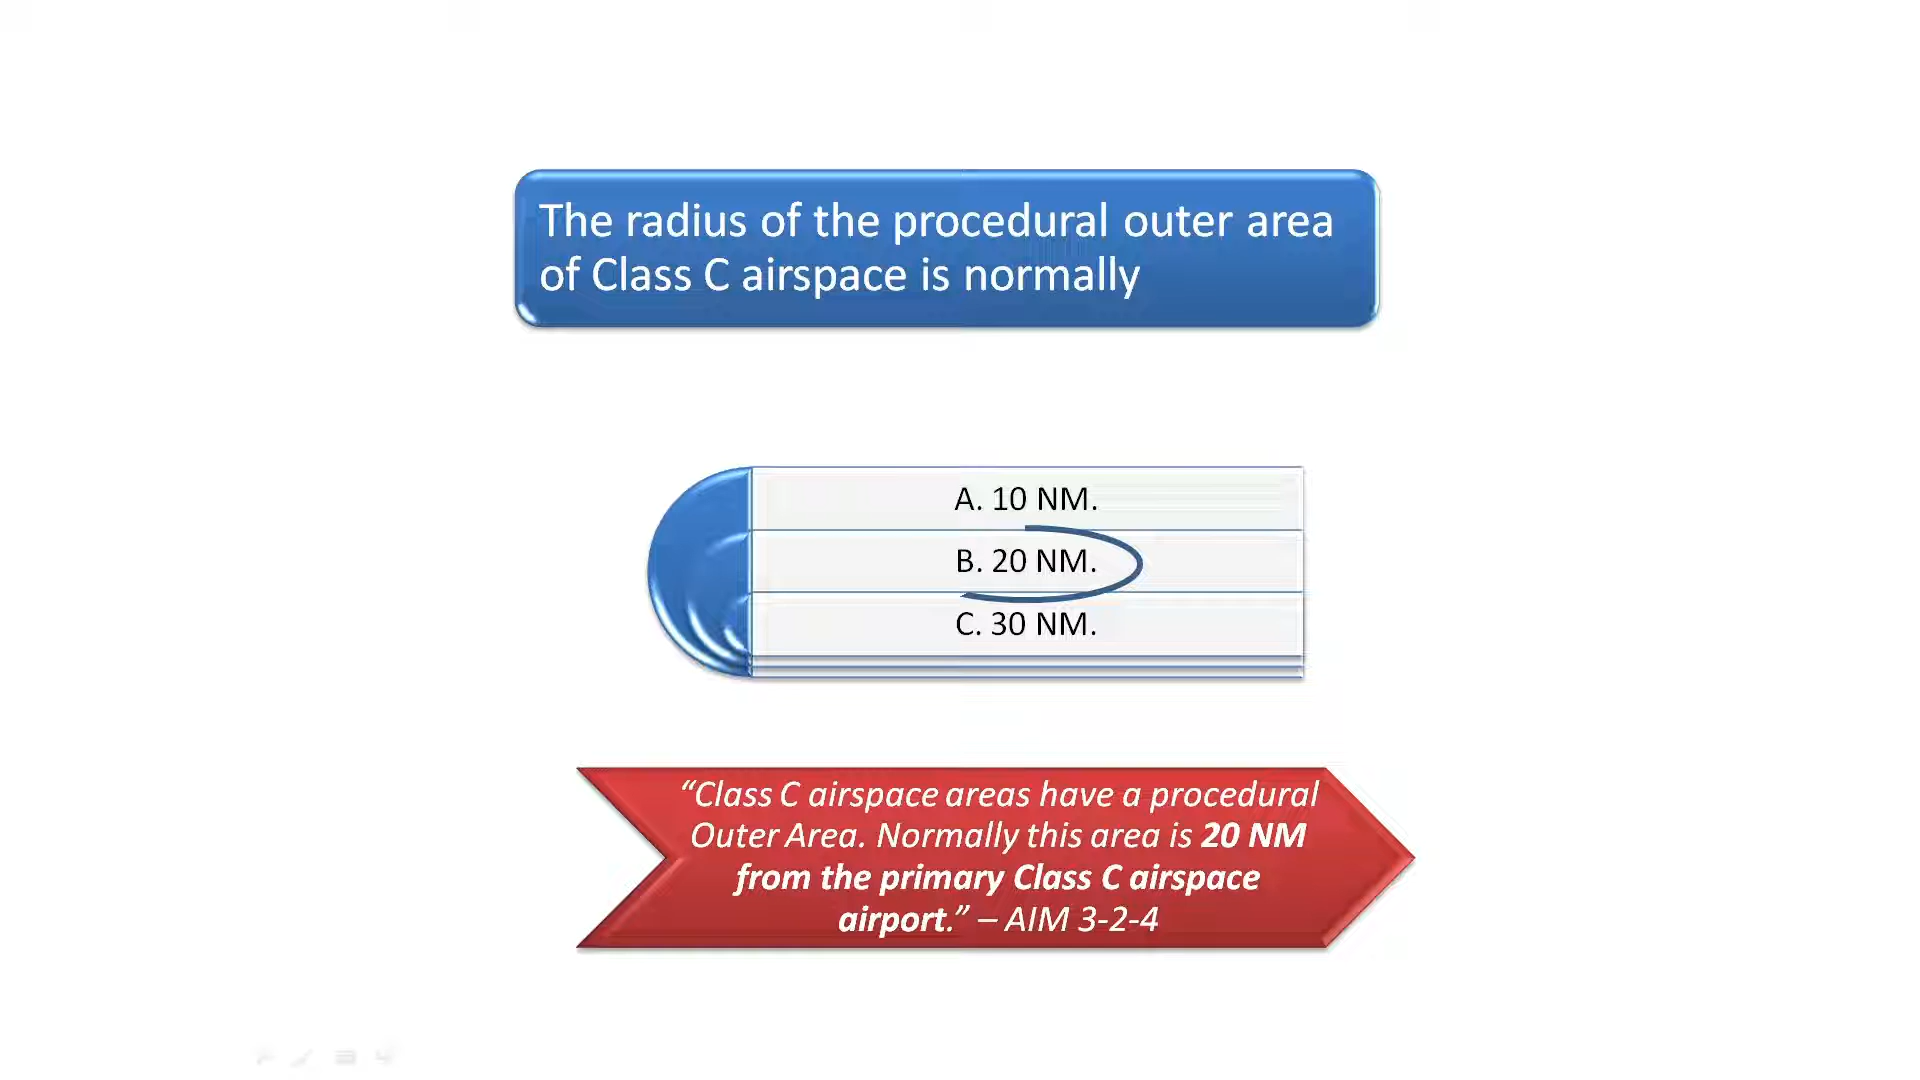 The radius of the procedural outer area
of Class C airspace is normally
A. 10 NM.
B. 20 NM.
C. 30 NM.
“Class C airspace areas have a procedural
Outer Area. Normally this area is 20 NM
from the primary Class C airspace
airport.” – AIM 3-2-4